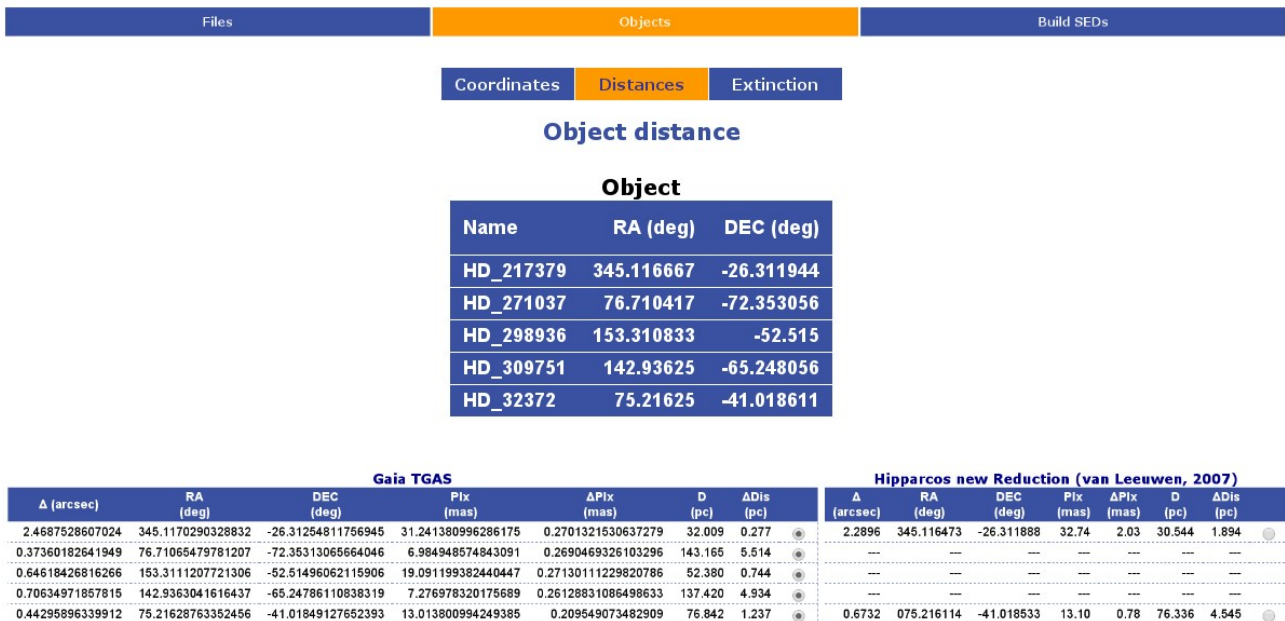 Files Objects Build SEDs
Coordinates Distances Extinction
Object distance
Object
Name RA (deg) DEC (deg)
HD_217379 345.116667 -26.311944
HD_271037 76.710417 -72.353056
HD_298936 153.310833 -52.515
HD_309751 142.93625 -65.248056
HD_32372 75.21625 -41.018611
Gaia TGAS Hipparcos new Reduction (van Leeuwen, 2007)
Δ (arcsec) RA (deg) DEC (deg) Plx (mas) ΔPlx (mas) D (pc) ΔDis (pc) Δ (arcsec) RA (deg) DEC (deg) Plx (mas) ΔPlx (mas) D (pc) ΔDis (pc)
2.4687528607024 345.1170290328832 -26.31254811756945 31.241380996286175 0.2701321530637279 32.009 0.277 2.2896 345.116473 -26.311888 32.74 2.03 30.544 1.894
0.37360182641949 76.71065479781207 -72.35313065664046 6.984948574843091 0.2690469326103296 143.165 5.514 --- --- --- --- --- --- ---
0.64618426816266 153.3111207721306 -52.51496062115906 19.091199382440447 0.27130111229820786 52.380 0.744 --- --- --- --- --- --- ---
0.70634971857815 142.9363041616437 -65.24786110838319 7.276978320175689 0.26128831086498633 137.420 4.934 --- --- --- --- --- --- ---
0.44295896339912 75.21628763352456 -41.01849127652393 13.013800994249385 0.209549073482909 76.842 1.237 0.6732 075.216114 -41.018533 13.10 0.78 76.336 4.545